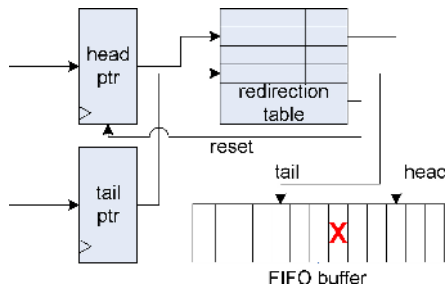 head
ptr
redirection
table
reset
tail
ptr
tail
head
X
FIFO buffer